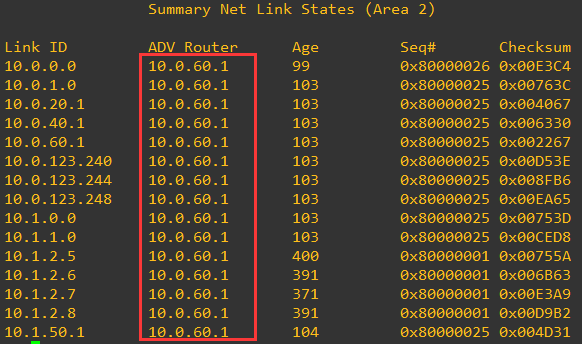 Summary Net Link States (Area 2)
Link ID ADV Router Age Seq# Checksum
10.0.0.0 10.0.60.1 99 0x80000026 0x00E3C4
10.0.1.0 10.0.60.1 103 0x80000025 0x00763C
10.0.20.1 10.0.60.1 103 0x80000025 0x004067
10.0.40.1 10.0.60.1 103 0x80000025 0x006330
10.0.60.1 10.0.60.1 103 0x80000025 0x002267
10.0.123.240 10.0.60.1 103 0x80000025 0x00D53E
10.0.123.244 10.0.60.1 103 0x80000025 0x008FB6
10.0.123.248 10.0.60.1 103 0x80000025 0x00EA65
10.1.0.0 10.0.60.1 103 0x80000025 0x00753D
10.1.1.0 10.0.60.1 103 0x80000025 0x00CED8
10.1.2.5 10.0.60.1 400 0x80000001 0x00755A
10.1.2.6 10.0.60.1 391 0x80000001 0x006B63
10.1.2.7 10.0.60.1 371 0x80000001 0x00E3A9
10.1.2.8 10.0.60.1 391 0x80000001 0x00D9B2
10.1.50.1 10.0.60.1 104 0x80000025 0x004D31